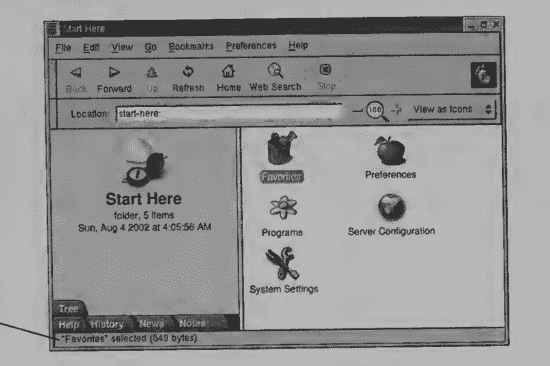 Start Here
File Edit View Go Bookmarks Preferences Help
Back Forward Up Refresh Home Web Search Stop
Location: start-here: 100 View as Icons
Start Here
folder, 5 items
Sun, Aug 4 2002 at 4:05:56 AM
Favorites
Preferences
Programs
Server Configuration
System Settings
Tree
Help History News Notes
"Favorites" selected (549 bytes)